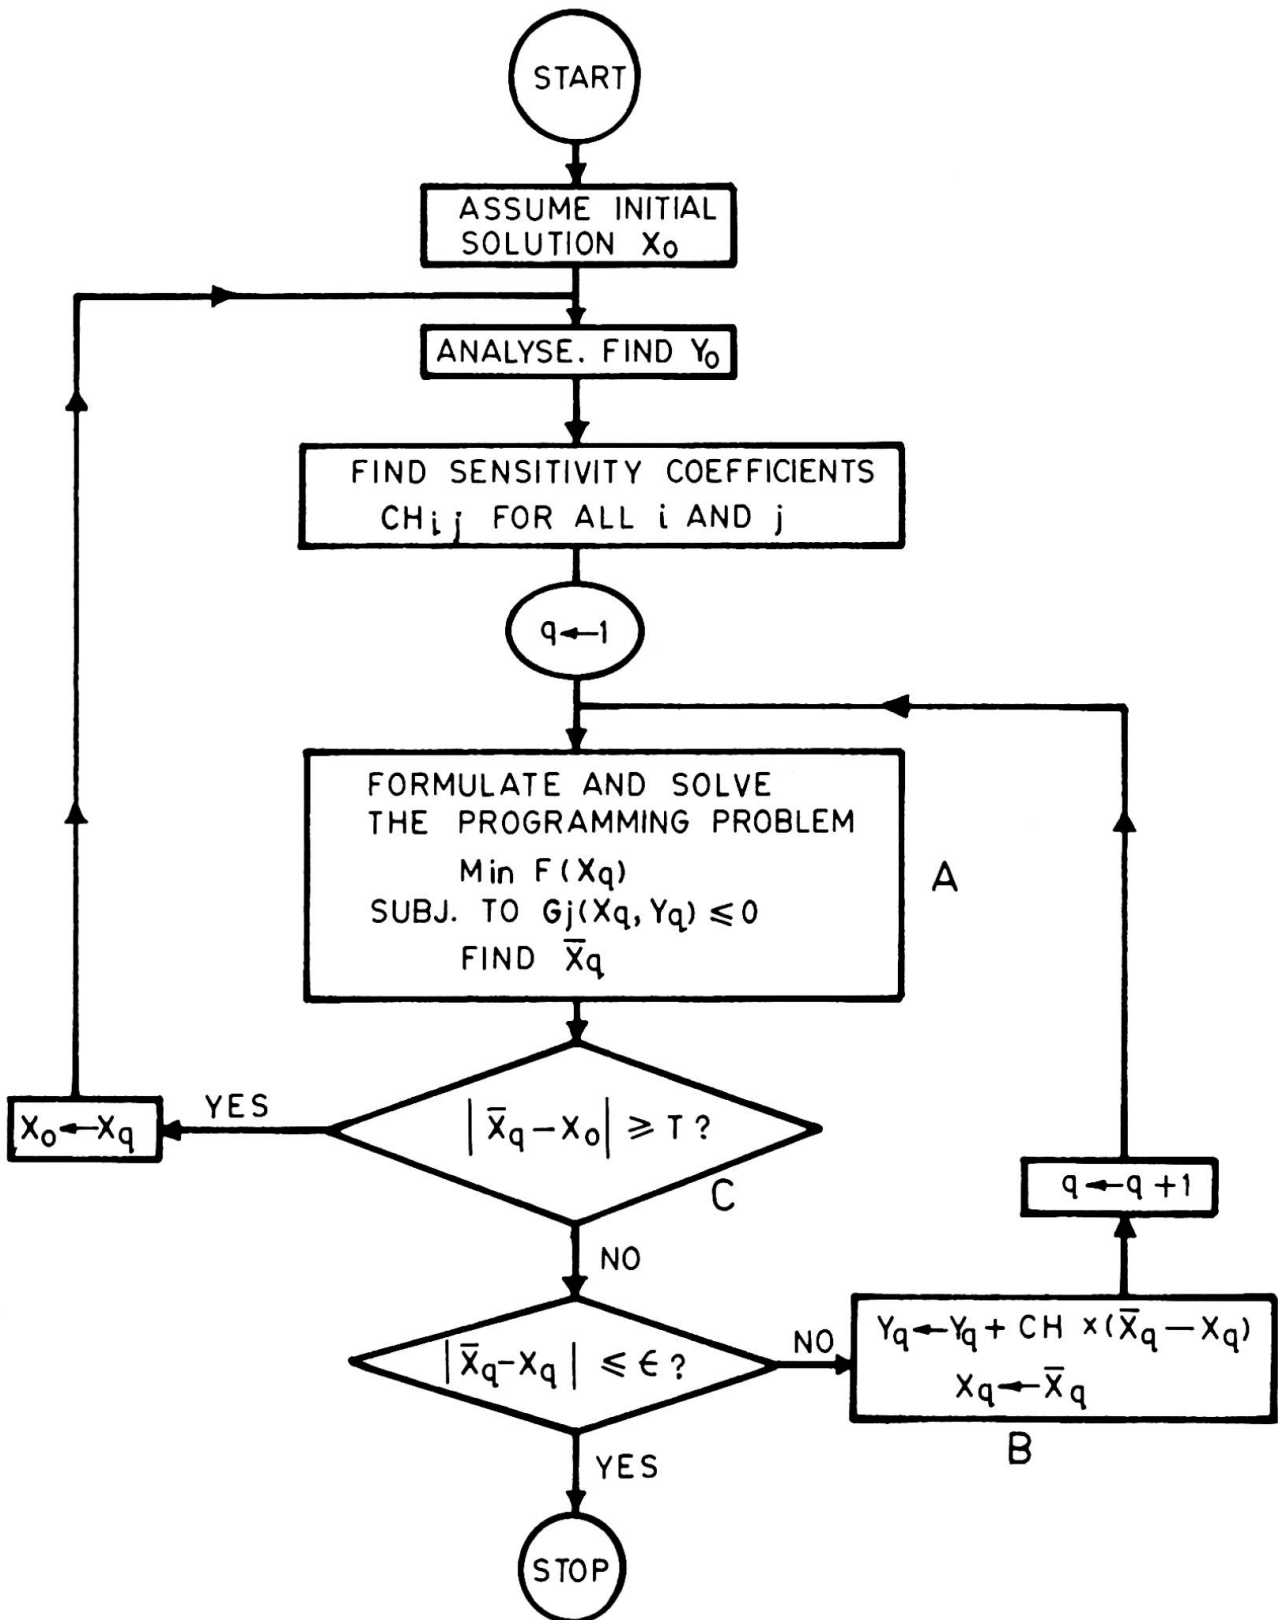 START
ASSUME INITIAL
SOLUTION X₀
ANALYSE. FIND Y₀
FIND SENSITIVITY COEFFICIENTS
CHᵢⱼ FOR ALL i AND j
q←1
FORMULATE AND SOLVE
THE PROGRAMMING PROBLEM
Min F(Xq)
SUBJ. TO Gj(Xq, Yq) ⩽ 0
FIND X̅q
A
|X̅q − X₀| ⩾ T?
C
YES
X₀←Xq
NO
|X̅q−Xq| ⩽ ϵ?
NO
Yq←Yq + CH ×(X̅q − Xq)
Xq←X̅q
B
q←q+1
YES
STOP